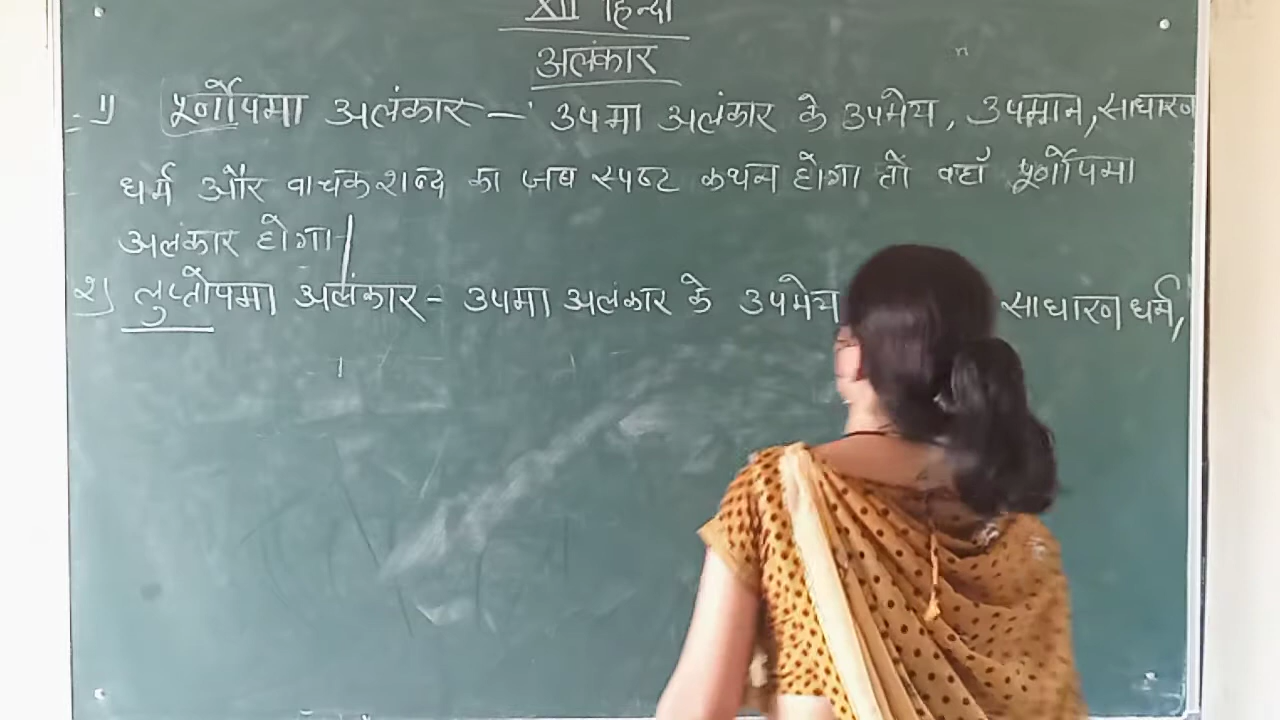 XII हिन्दी
अलंकार
1) पूर्णोपमा अलंकार – उपमा अलंकार के उपमेय, उपमान, साधारण
धर्म और वाचक शब्द का जब स्पष्ट कथन होगा तो वहाँ पूर्णोपमा
अलंकार होगा।
२) लुप्तोपमा अलंकार - उपमा अलंकार के उपमेय साधारण धर्म,